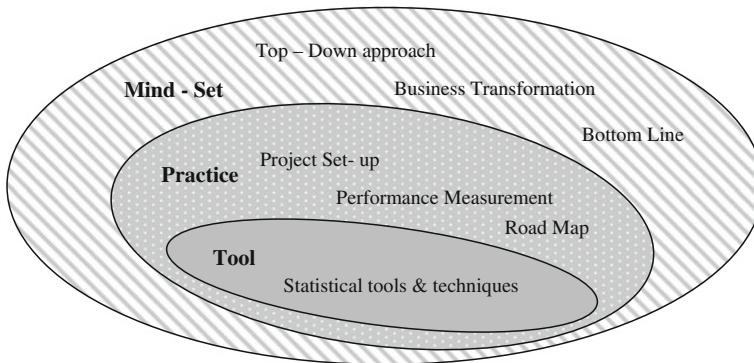 Top – Down approach
Mind - Set
Business Transformation
Bottom Line
Project Set- up
Practice
Performance Measurement
Road Map
Tool
Statistical tools & techniques